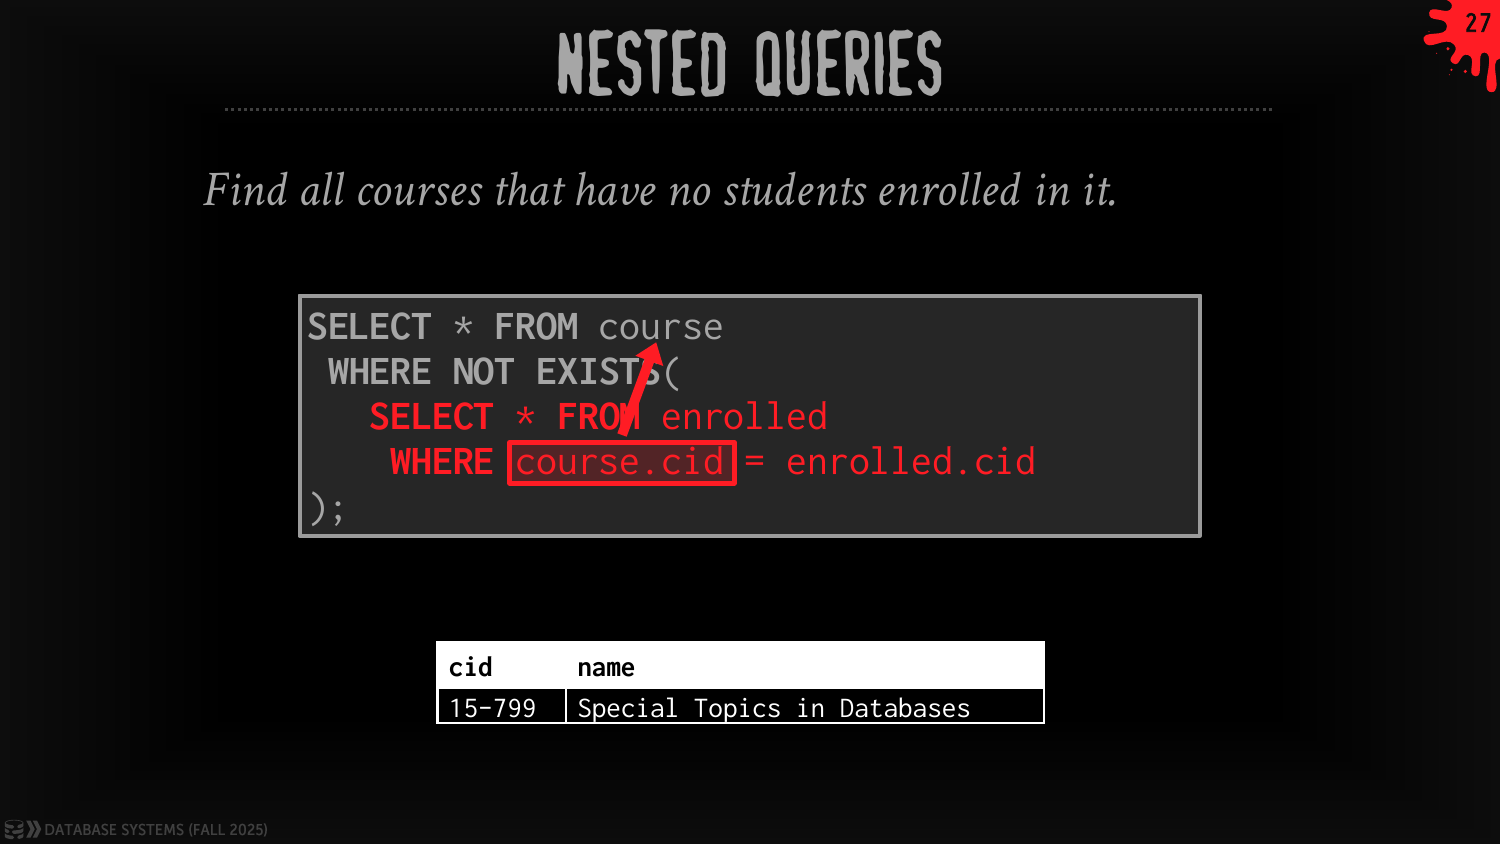 NESTED QUERIES
27
Find all courses that have no students enrolled in it.
SELECT * FROM course
WHERE NOT EXISTS(
SELECT * FROM enrolled
WHERE course.cid = enrolled.cid
);
cid name
15-799 Special Topics in Databases
DATABASE SYSTEMS (FALL 2025)